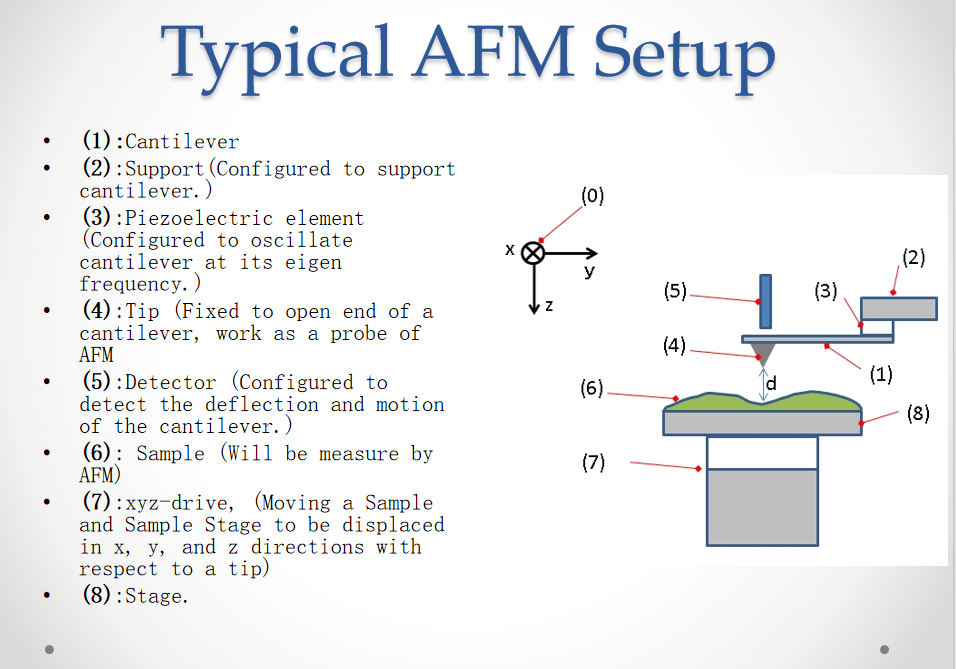 Typical AFM Setup
• (1):Cantilever
• (2):Support(Configured to support
cantilever.)
• (3):Piezoelectric element
(Configured to oscillate
cantilever at its eigen
frequency.)
• (4):Tip (Fixed to open end of a
cantilever, work as a probe of
AFM
• (5):Detector (Configured to
detect the deflection and motion
of the cantilever.)
• (6): Sample (Will be measure by
AFM)
• (7):xyz-drive, (Moving a Sample
and Sample Stage to be displaced
in x, y, and z directions with
respect to a tip)
• (8):Stage.
(0)
x
y
z
(2)
(5)
(3)
(4)
(1)
d
(6)
(8)
(7)